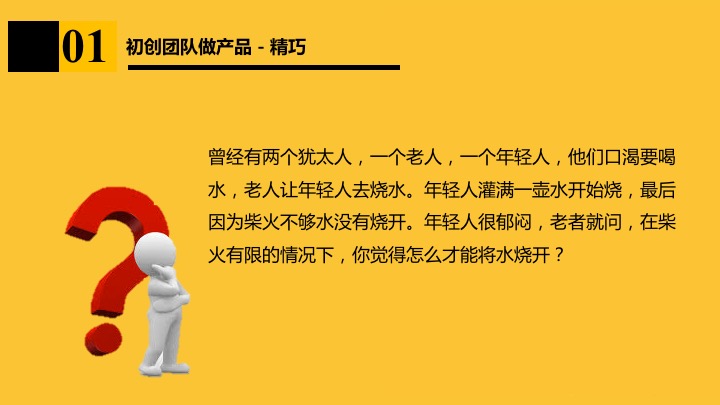 01
初创团队做产品 - 精巧
曾经有两个犹太人，一个老人，一个年轻人，他们口渴要喝
水，老人让年轻人去烧水。年轻人灌满一壶水开始烧，最后
因为柴火不够水没有烧开。年轻人很郁闷，老者就问，在柴
火有限的情况下，你觉得怎么才能将水烧开？